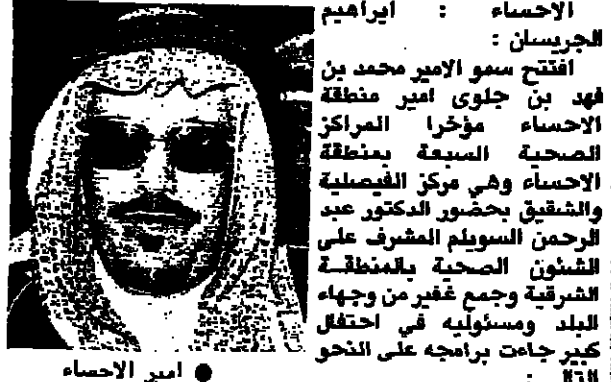 الاحساء : ايراهيم
الجريسان :
افتتح سمو الامير محمد بن
فهد بن جلوى امير منطقة
الاحساء مؤخرا المراكز
الصحية السبعة بمنطقة
الاحساء وهي مركز الفيصلية
والشقيق بحضور الدكتور عبد
الرحمن السويلم المشرف على
الشئون الصحية بالمنطقة
الشرقية وجمع غفير من وجهاء
البلد ومسئوليه في احتفال
كبير جاءت برامجه على النحو
التالى :
● امير الاحساء